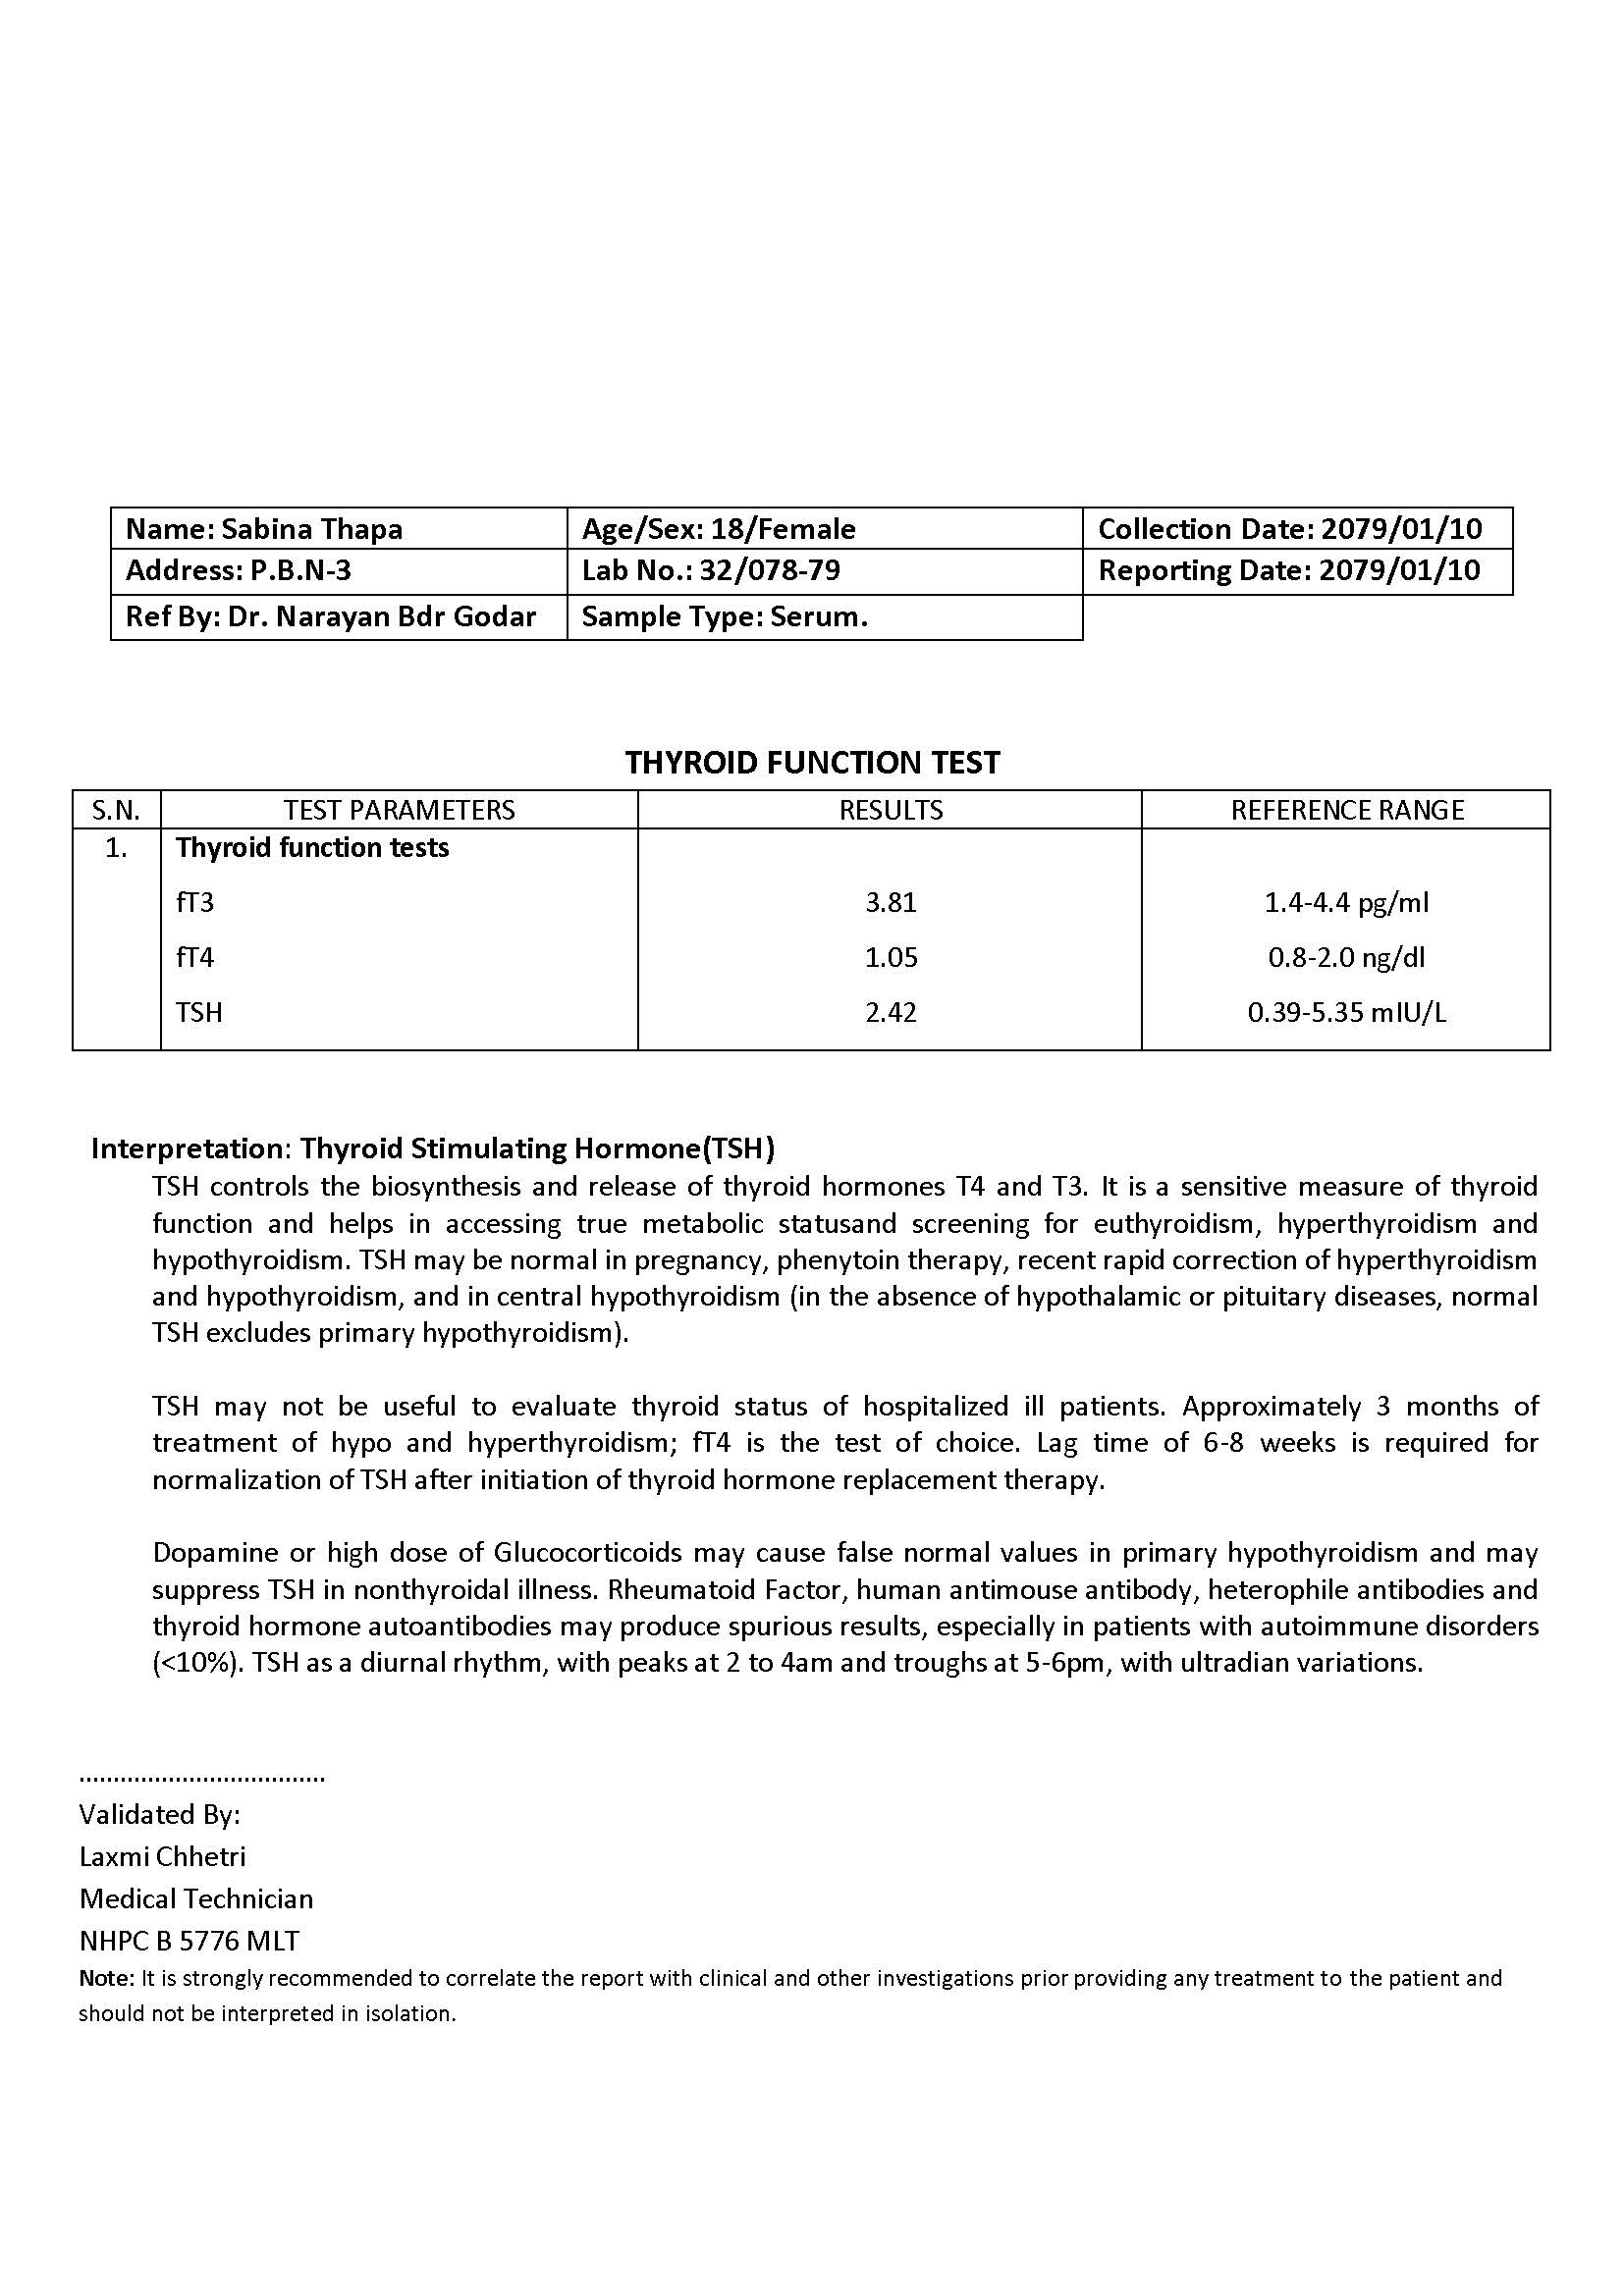 Name: Sabina Thapa Age/Sex: 18/Female Collection Date: 2079/01/10
Address: P.B.N-3 Lab No.: 32/078-79 Reporting Date: 2079/01/10
Ref By: Dr. Narayan Bdr Godar Sample Type: Serum.
THYROID FUNCTION TEST
S.N. TEST PARAMETERS RESULTS REFERENCE RANGE
1. Thyroid function tests
fT3 3.81 1.4-4.4 pg/ml
fT4 1.05 0.8-2.0 ng/dl
TSH 2.42 0.39-5.35 mIU/L
Interpretation: Thyroid Stimulating Hormone(TSH)
TSH controls the biosynthesis and release of thyroid hormones T4 and T3. It is a sensitive measure of thyroid
function and helps in accessing true metabolic statusand screening for euthyroidism, hyperthyroidism and
hypothyroidism. TSH may be normal in pregnancy, phenytoin therapy, recent rapid correction of hyperthyroidism
and hypothyroidism, and in central hypothyroidism (in the absence of hypothalamic or pituitary diseases, normal
TSH excludes primary hypothyroidism).
TSH may not be useful to evaluate thyroid status of hospitalized ill patients. Approximately 3 months of
treatment of hypo and hyperthyroidism; fT4 is the test of choice. Lag time of 6-8 weeks is required for
normalization of TSH after initiation of thyroid hormone replacement therapy.
Dopamine or high dose of Glucocorticoids may cause false normal values in primary hypothyroidism and may
suppress TSH in nonthyroidal illness. Rheumatoid Factor, human antimouse antibody, heterophile antibodies and
thyroid hormone autoantibodies may produce spurious results, especially in patients with autoimmune disorders
(<10%). TSH as a diurnal rhythm, with peaks at 2 to 4am and troughs at 5-6pm, with ultradian variations.
....................................
Validated By:
Laxmi Chhetri
Medical Technician
NHPC B 5776 MLT
Note: It is strongly recommended to correlate the report with clinical and other investigations prior providing any treatment to the patient and
should not be interpreted in isolation.